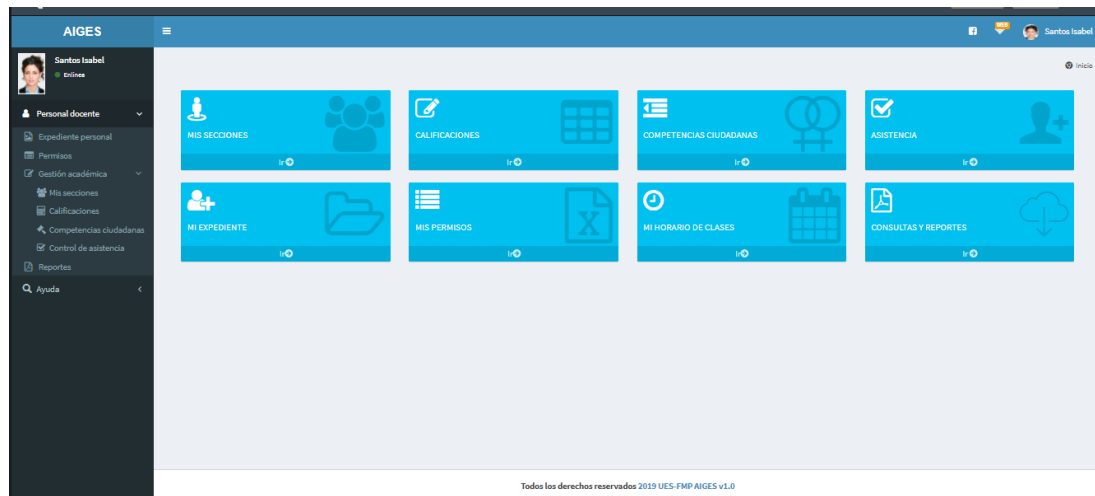 AIGES
WEB
Santos Isabel
Santos Isabel
Enlinea
Inicio
Personal docente
Expediente personal
Permisos
Gestión académica
Mis secciones
Calificaciones
Competencias ciudadanas
Control de asistencia
Reportes
Ayuda
MIS SECCIONES
Ir
CALIFICACIONES
Ir
COMPETENCIAS CIUDADANAS
Ir
ASISTENCIA
Ir
MI EXPEDIENTE
Ir
MIS PERMISOS
Ir
MI HORARIO DE CLASES
Ir
CONSULTAS Y REPORTES
Ir
Todos los derechos reservados 2019 UES-FMP AIGES v1.0